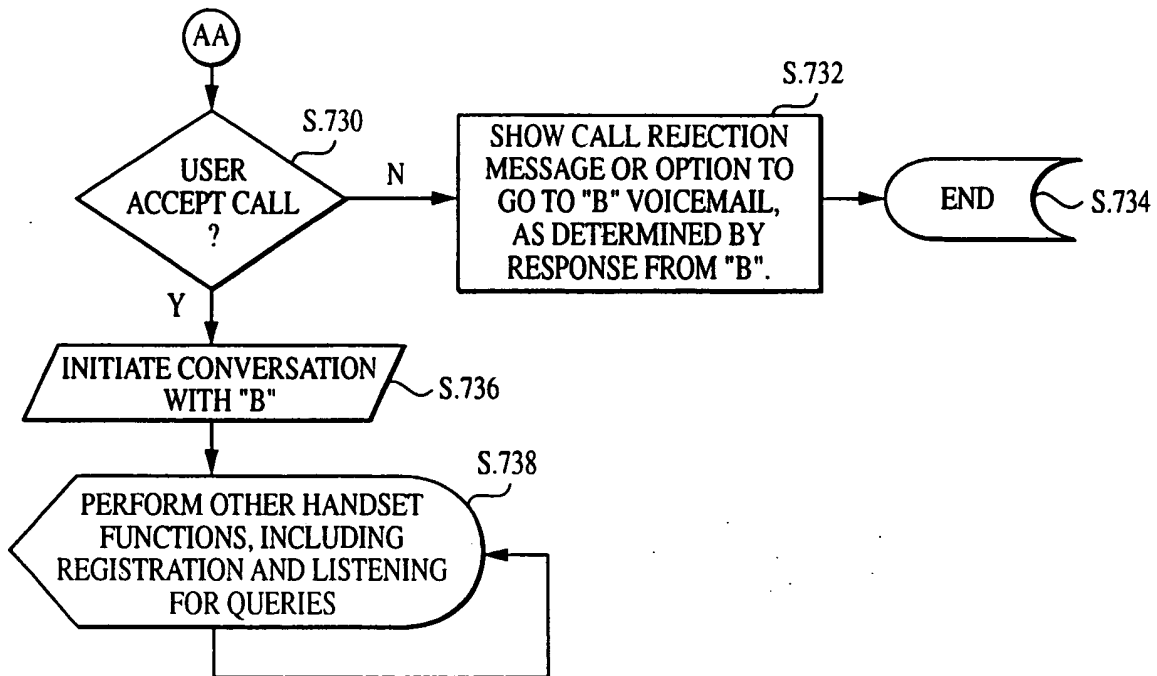 AA
S.730
USER
ACCEPT CALL
?
N
Y
S.732
SHOW CALL REJECTION
MESSAGE OR OPTION TO
GO TO "B" VOICEMAIL,
AS DETERMINED BY
RESPONSE FROM "B".
END
S.734
INITIATE CONVERSATION
WITH "B"
S.736
S.738
PERFORM OTHER HANDSET
FUNCTIONS, INCLUDING
REGISTRATION AND LISTENING
FOR QUERIES